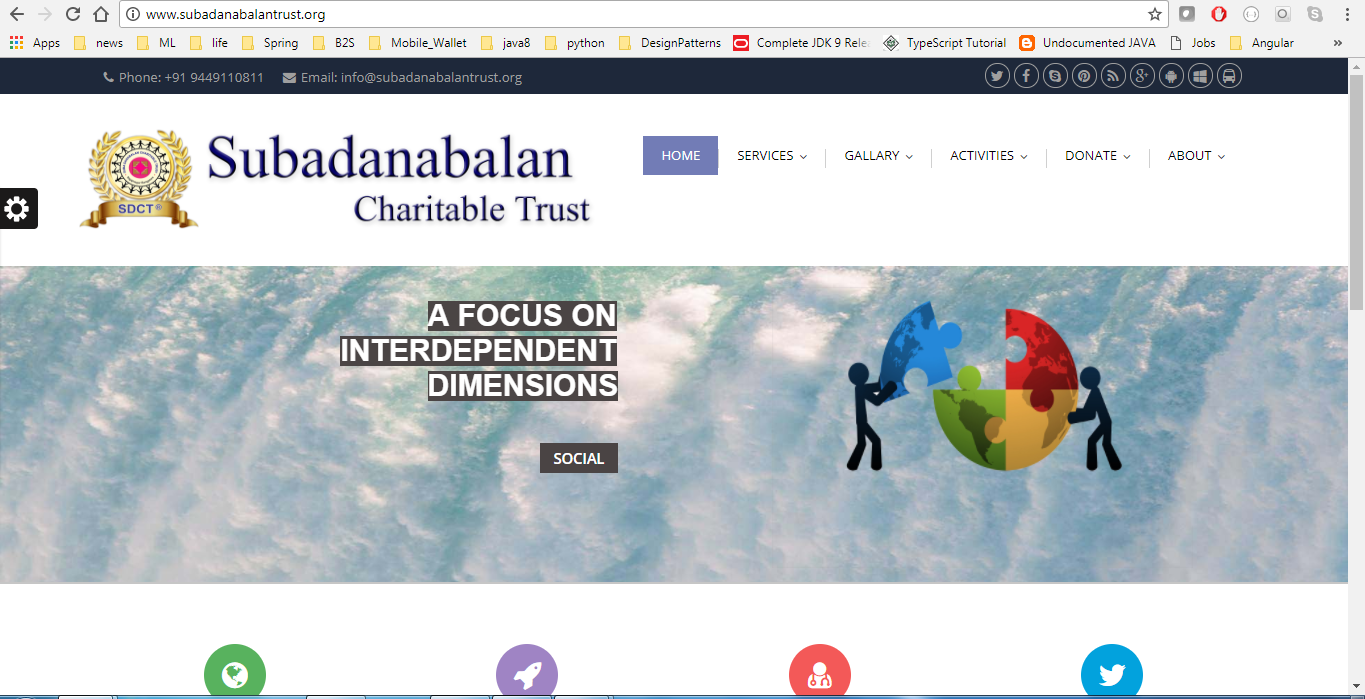 www.subadanabalantrust.org
Apps news ML life Spring B2S Mobile_Wallet java8 python DesignPatterns Complete JDK 9 Rele TypeScript Tutorial Undocumented JAVA Jobs Angular »
Phone: +91 9449110811 Email: info@subadanabalantrust.org
Subadanabalan
Charitable Trust
SDCT®
HOME SERVICES GALLARY ACTIVITIES DONATE ABOUT
A FOCUS ON
INTERDEPENDENT
DIMENSIONS
SOCIAL